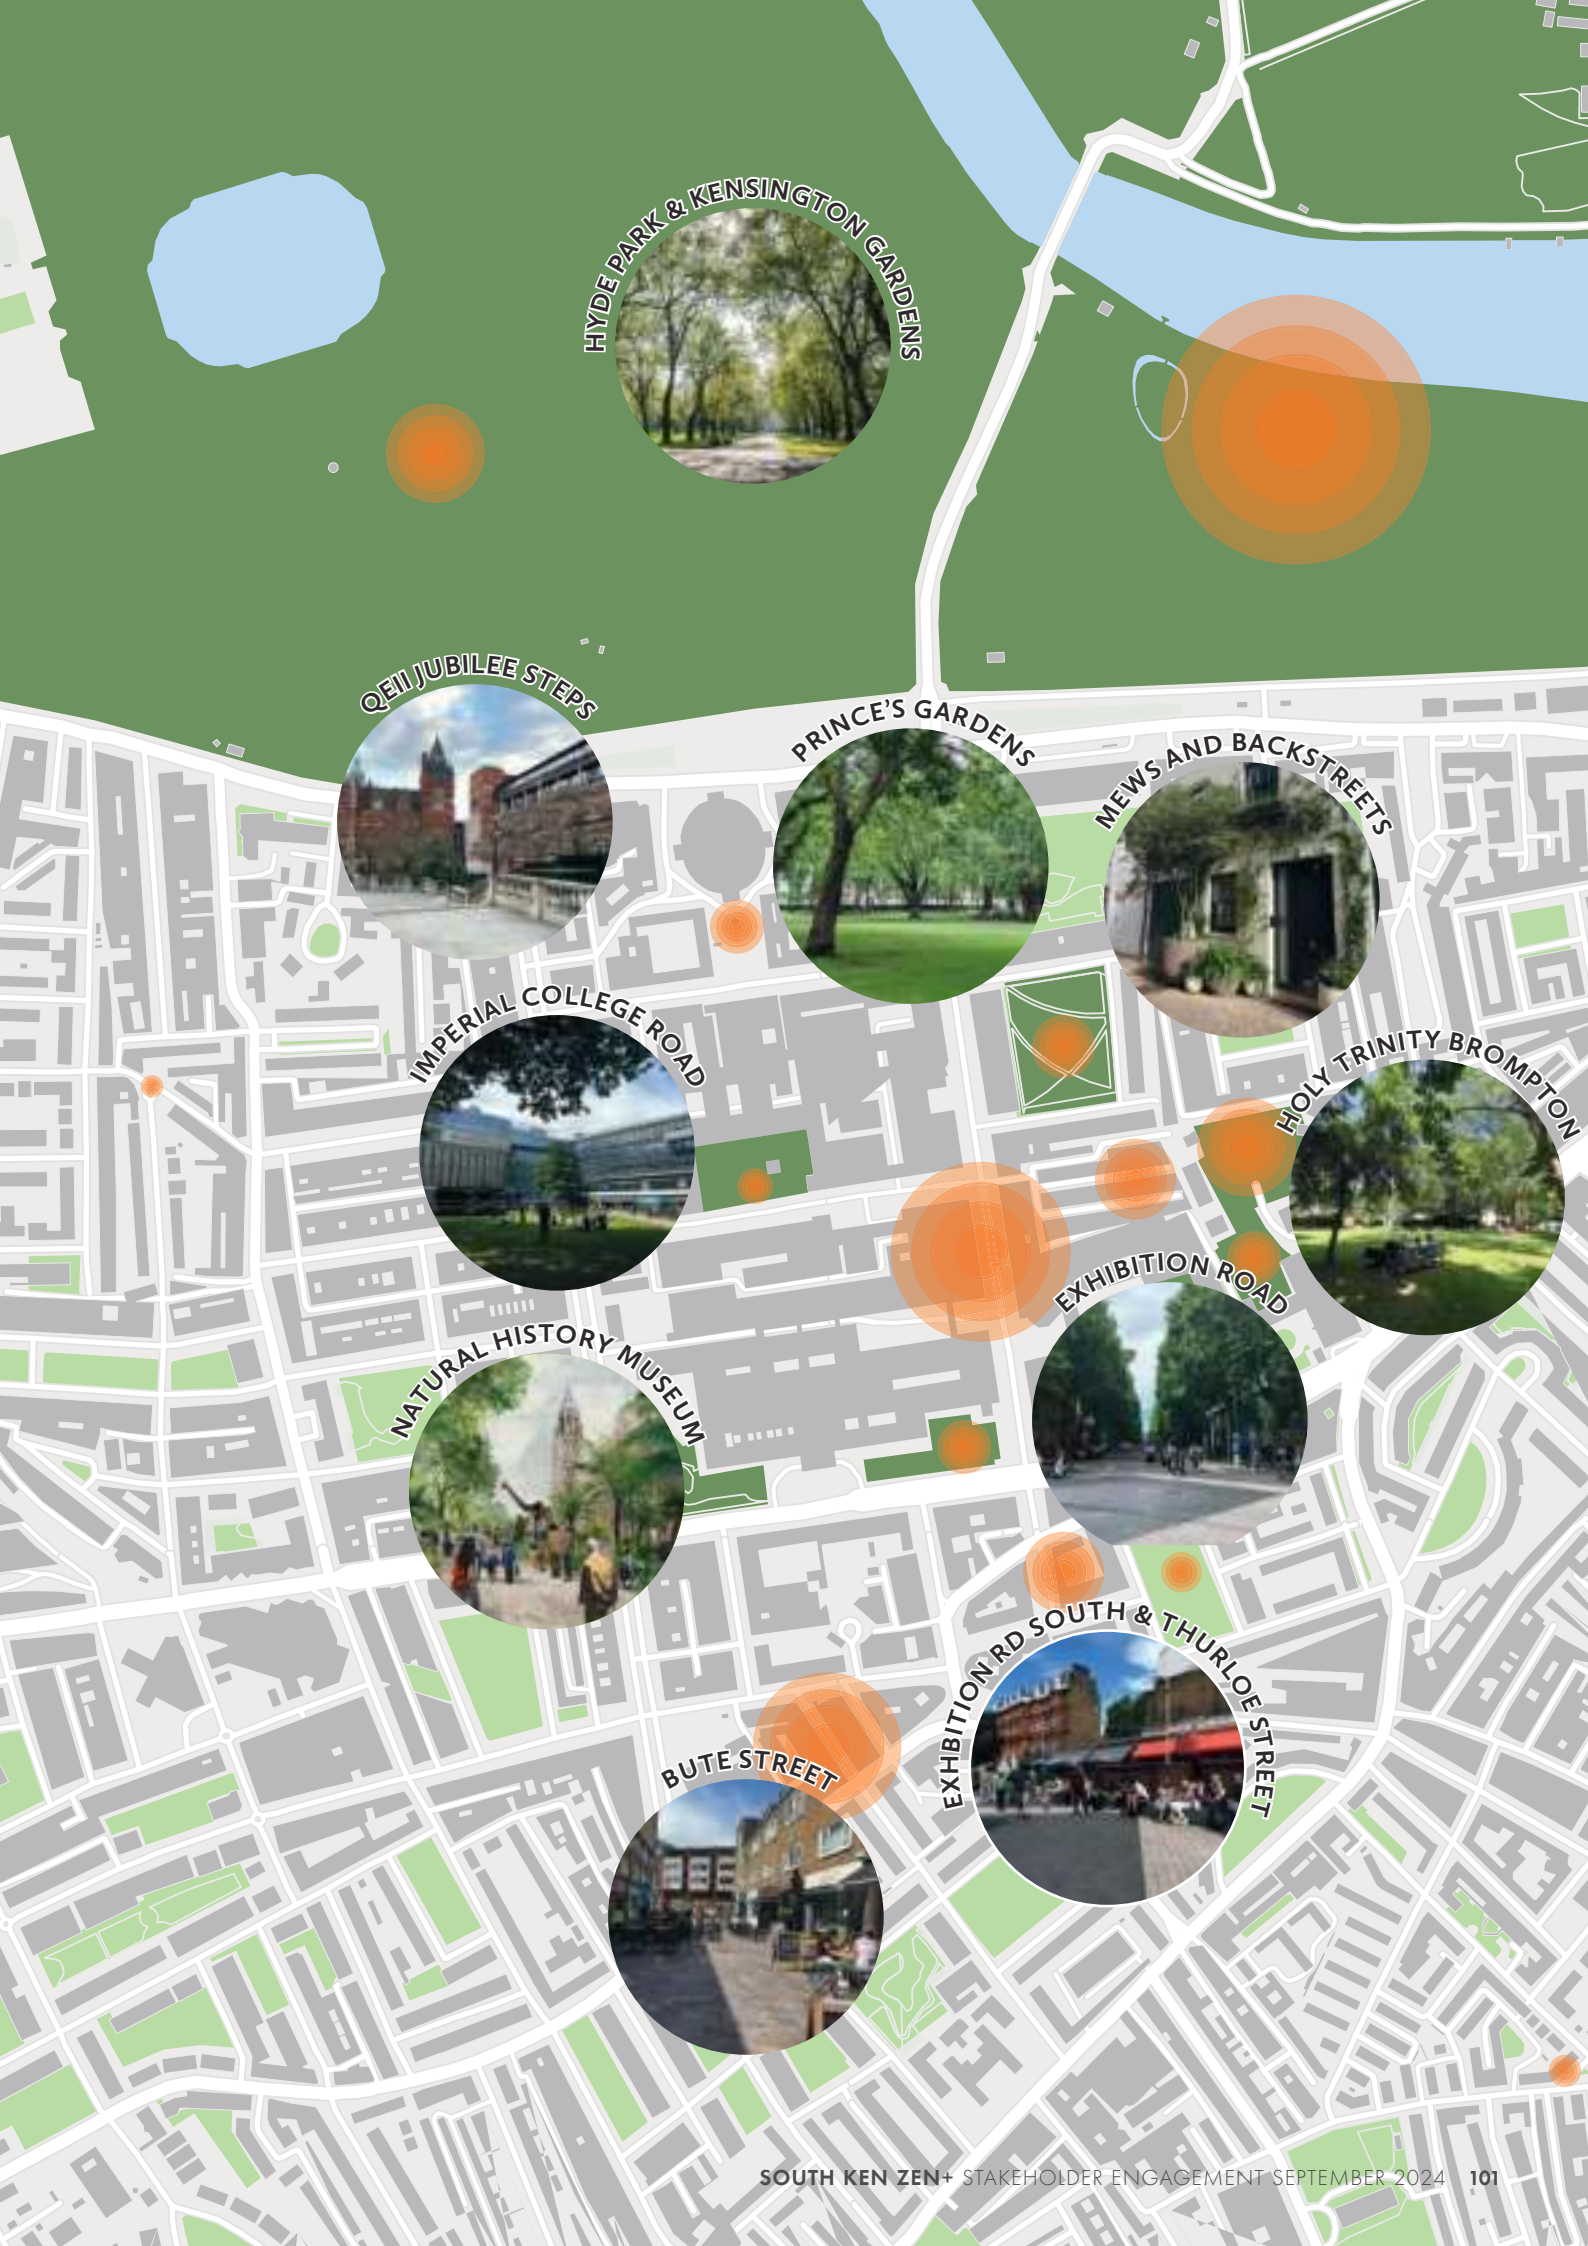 HYDE PARK & KENSINGTON GARDENS
QEII JUBILEE STEPS
PRINCE'S GARDENS
MEWS AND BACKSTREETS
IMPERIAL COLLEGE ROAD
HOLY TRINITY BROMPTON
EXHIBITION ROAD
NATURAL HISTORY MUSEUM
EXHBITION RD SOUTH & THURLOE STREET
BUTE STREET
SOUTH KEN ZEN+ STAKEHOLDER ENGAGEMENT SEPTEMBER 2024 101